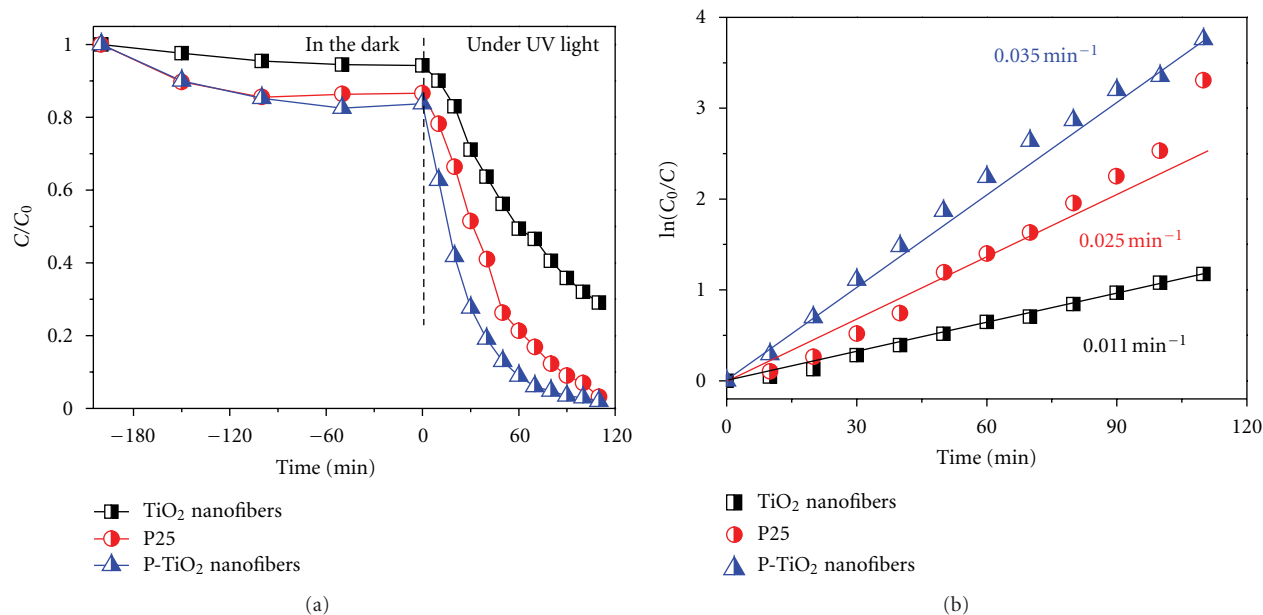 In the dark
Under UV light
1
0.8
0.6
0.4
0.2
0
C/C₀
−180
−120
−60
0
60
120
Time (min)
TiO₂ nanofibers
P25
P-TiO₂ nanofibers
(a)
4
3
2
1
0
ln(C₀/C)
0.035 min⁻¹
0.025 min⁻¹
0.011 min⁻¹
0
30
60
90
120
Time (min)
TiO₂ nanofibers
P25
P-TiO₂ nanofibers
(b)